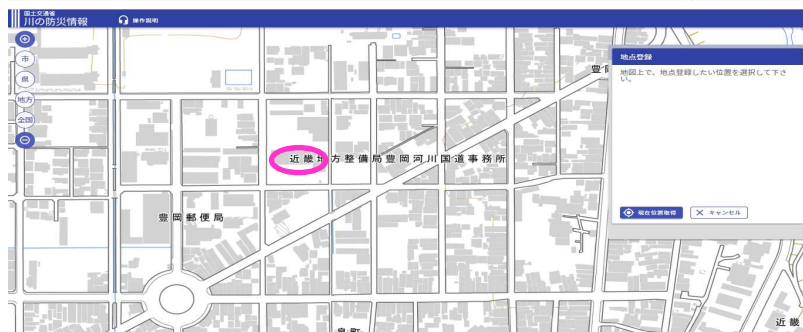 国土交通省
川の防災情報
操作説明
市
県
地方
全国
豊岡
地点登録
地図上で、地点登録したい位置を選択して下さ
い。
近畿地方整備局豊岡河川国道事務所
現在位置取得
キャンセル
豊岡郵便局
近畿